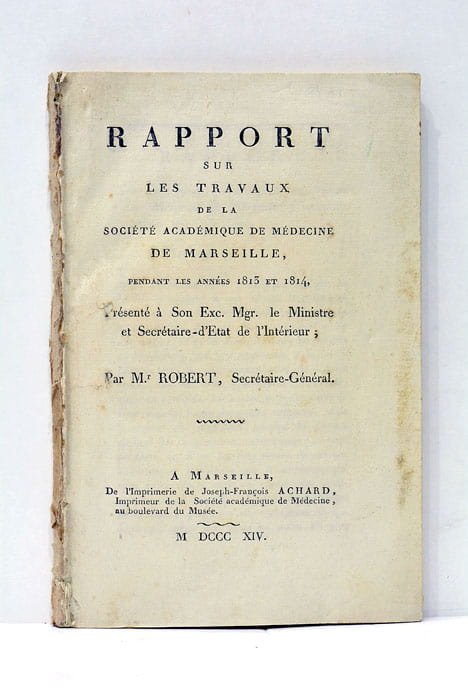 RAPPORT
SUR
LES TRAVAUX
DE LA
SOCIÉTÉ ACADÉMIQUE DE MÉDECINE
DE MARSEILLE,
PENDANT LES ANNÉES 1813 ET 1814,
Présenté à Son Exc. Mgr. le Ministre
et Secrétaire-d'Etat de l'Intérieur ;
Par M.r ROBERT, Secrétaire-Général.
A MARSEILLE,
De l'Imprimerie de Joseph-François ACHARD,
Imprimeur de la Société académique de Médecine,
au boulevard du Musée.
M DCCC XIV.